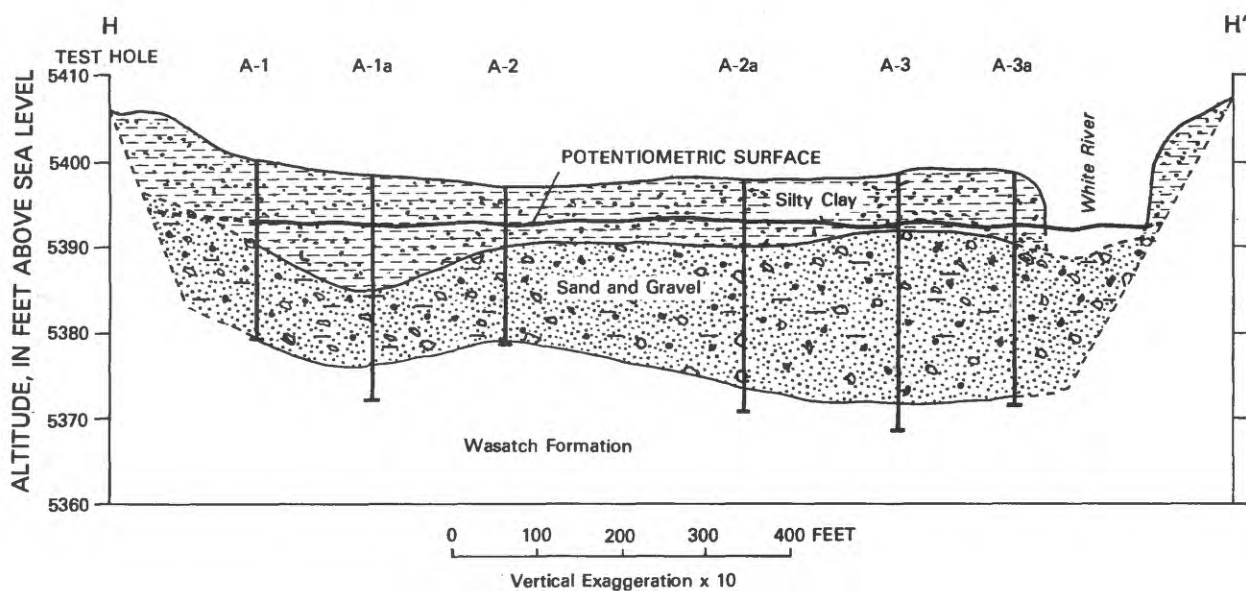 H
H'
TEST HOLE
A-1
A-1a
A-2
A-2a
A-3
A-3a
5410
5400
5390
5380
5370
5360
ALTITUDE, IN FEET ABOVE SEA LEVEL
POTENTIOMETRIC SURFACE
White River
Silty Clay
Sand and Gravel
Wasatch Formation
0 100 200 300 400 FEET
Vertical Exaggeration x 10